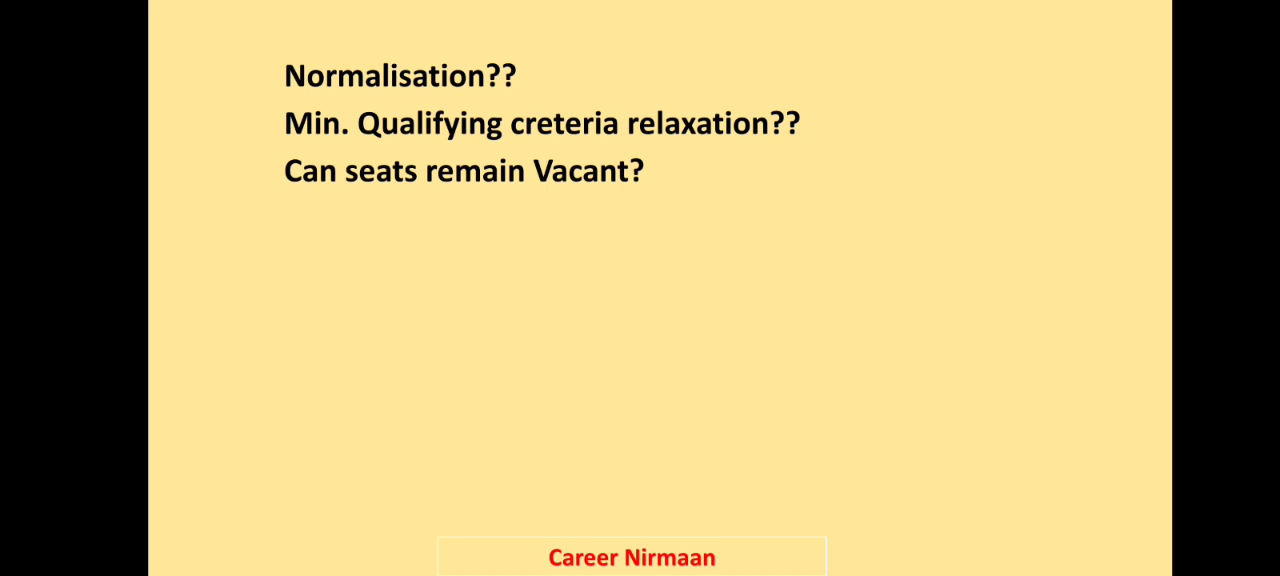 Normalisation??
Min. Qualifying creteria relaxation??
Can seats remain Vacant?
Career Nirmaan